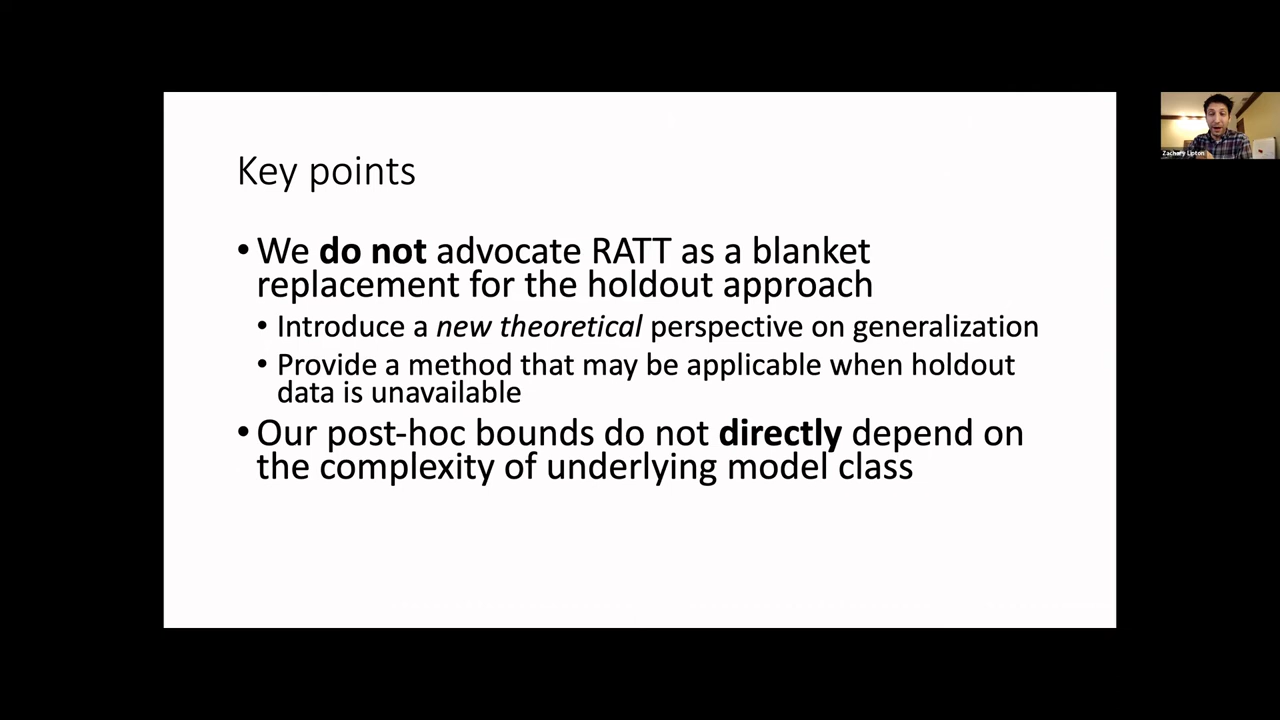 Key points
• We do not advocate RATT as a blanket
replacement for the holdout approach
• Introduce a new theoretical perspective on generalization
• Provide a method that may be applicable when holdout
data is unavailable
• Our post-hoc bounds do not directly depend on
the complexity of underlying model class
Zachary Lipton